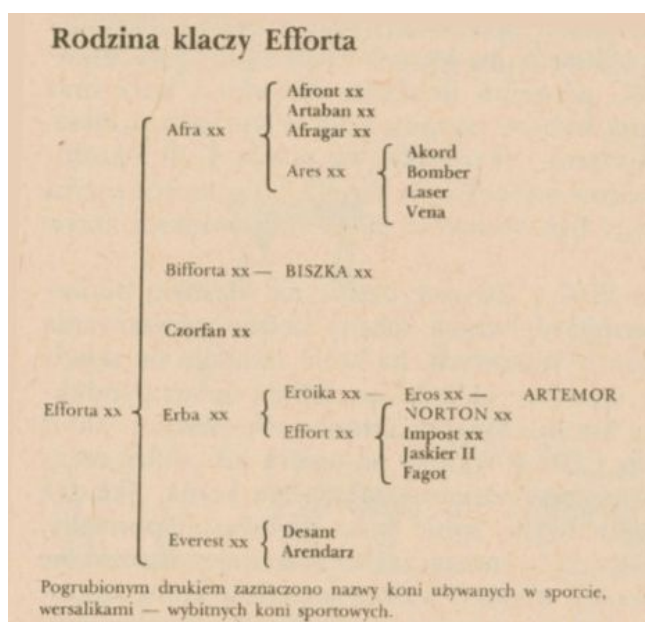 Rodzina klaczy Efforta
Afront xx
Artaban xx
Afra xx
Afragar xx
Akord
Ares xx
Bomber
Laser
Vena
Bifforta xx — BISZKA xx
Czorfan xx
Eroika xx — Eros xx — ARTEMOR
Efforta xx
Erba xx
NORTON xx
Effort xx
Impost xx
Jaskier II
Fagot
Desant
Everest xx
Arendarz
Pogrubionym drukiem zaznaczono nazwy koni używanych w sporcie,
wersalikami — wybitnych koni sportowych.